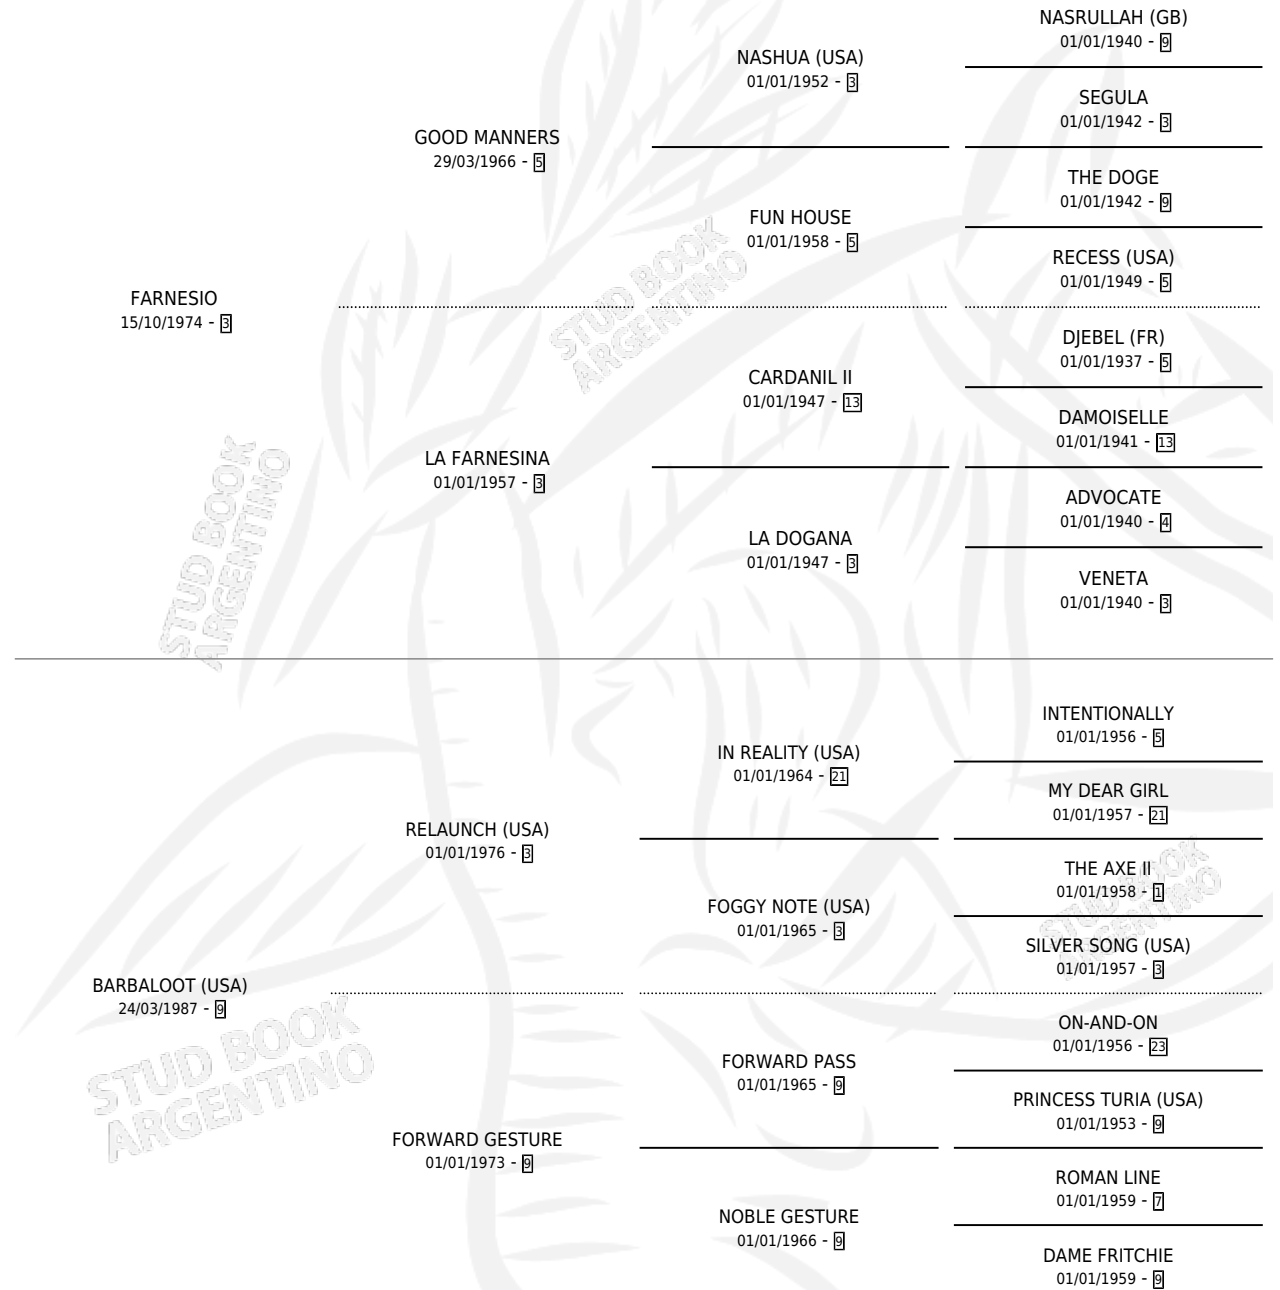 NASRULLAH (GB)
01/01/1940 - 9
NASHUA (USA)
01/01/1952 - 3
SEGULA
01/01/1942 - 3
GOOD MANNERS
29/03/1966 - 5
THE DOGE
01/01/1942 - 9
FUN HOUSE
01/01/1958 - 5
RECESS (USA)
01/01/1949 - 5
FARNESIO
15/10/1974 - 3
DJEBEL (FR)
01/01/1937 - 5
CARDANIL II
01/01/1947 - 13
DAMOISELLE
01/01/1941 - 13
LA FARNESINA
01/01/1957 - 3
ADVOCATE
01/01/1940 - 4
LA DOGANA
01/01/1947 - 3
VENETA
01/01/1940 - 3
INTENTIONALLY
01/01/1956 - 5
IN REALITY (USA)
01/01/1964 - 21
MY DEAR GIRL
01/01/1957 - 21
RELAUNCH (USA)
01/01/1976 - 3
THE AXE II
01/01/1958 - 1
FOGGY NOTE (USA)
01/01/1965 - 3
SILVER SONG (USA)
01/01/1957 - 3
BARBALOOT (USA)
24/03/1987 - 9
ON-AND-ON
01/01/1956 - 23
FORWARD PASS
01/01/1965 - 9
PRINCESS TURIA (USA)
01/01/1953 - 9
FORWARD GESTURE
01/01/1973 - 9
ROMAN LINE
01/01/1959 - 7
NOBLE GESTURE
01/01/1966 - 9
DAME FRITCHIE
01/01/1959 - 9
STUD BOOK
ARGENTINO
STUD BOOK
ARGENTINO
STUD BOOK
ARGENTINO
STUD BOOK
ARGENTINO